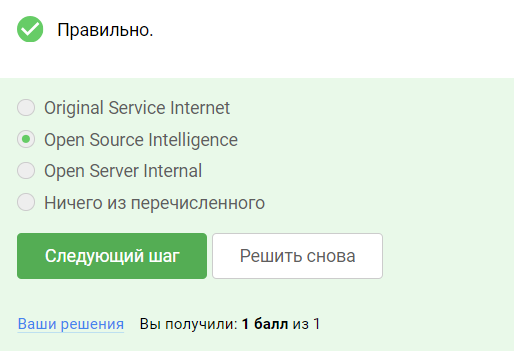 Правильно.
Original Service Internet
Open Source Intelligence
Open Server Internal
Ничего из перечисленного
Следующий шаг Решить снова
Ваши решения Вы получили: 1 балл из 1